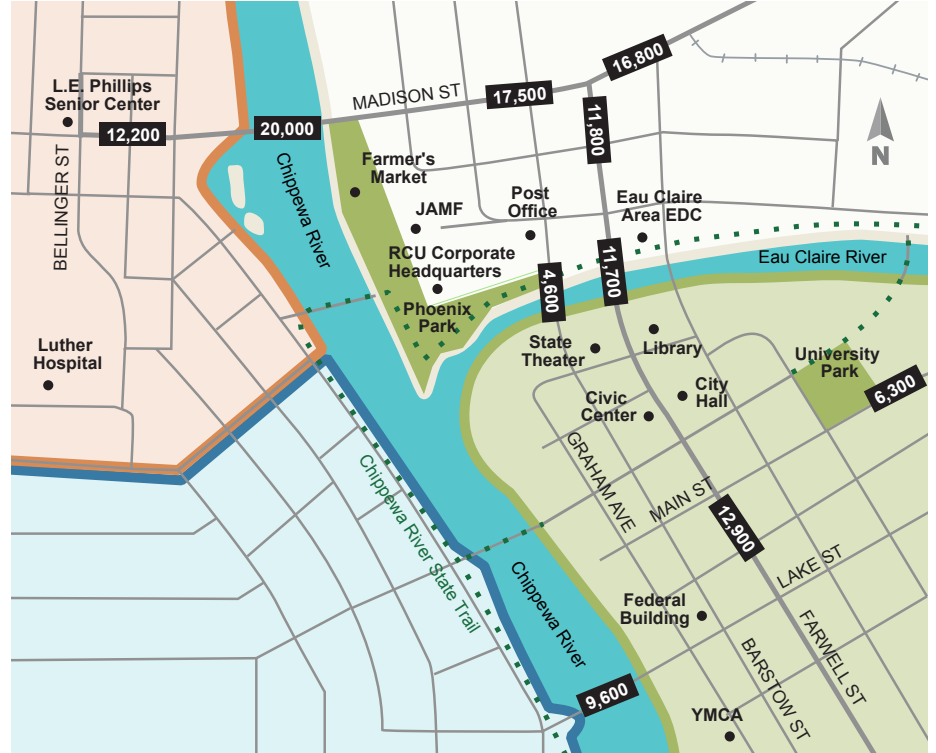 16,800
L.E. Phillips
Senior Center
MADISON ST
17,500
12,200
20,000
11,800
N
Farmer's
Market
Chippewa River
BELLINGER ST
JAMF
Post
Office
Eau Claire
Area EDC
RCU Corporate
Headquarters
4,600
11,700
Eau Claire River
Phoenix
Park
State
Theater
Library
University
Park
Luther
Hospital
6,300
City
Hall
Civic
Center
GRAHAM AVE
MAIN ST
Chippewa River State Trail
12,900
LAKE ST
Chippewa River
Federal
Building
FARWELL ST
BARSTOW ST
9,600
YMCA